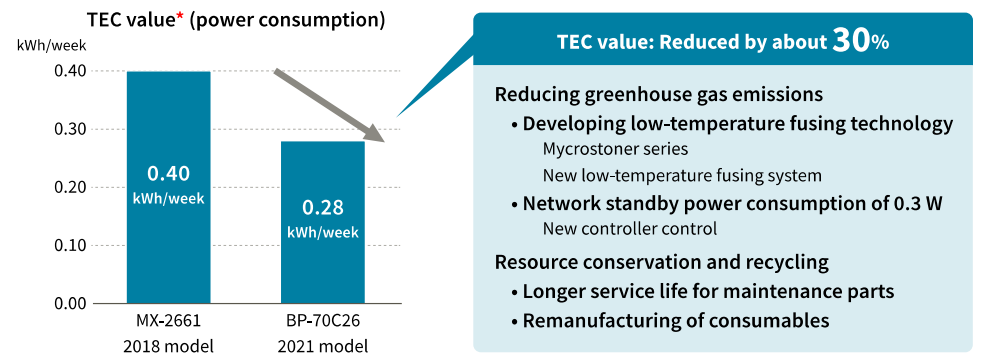 TEC value* (power consumption)
kWh/week
0.40
0.30
0.20
0.10
0.00
0.40
kWh/week
0.28
kWh/week
MX-2661
2018 model
BP-70C26
2021 model
TEC value: Reduced by about 30%
Reducing greenhouse gas emissions
• Developing low-temperature fusing technology
Mycrostoner series
New low-temperature fusing system
• Network standby power consumption of 0.3 W
New controller control
Resource conservation and recycling
• Longer service life for maintenance parts
• Remanufacturing of consumables